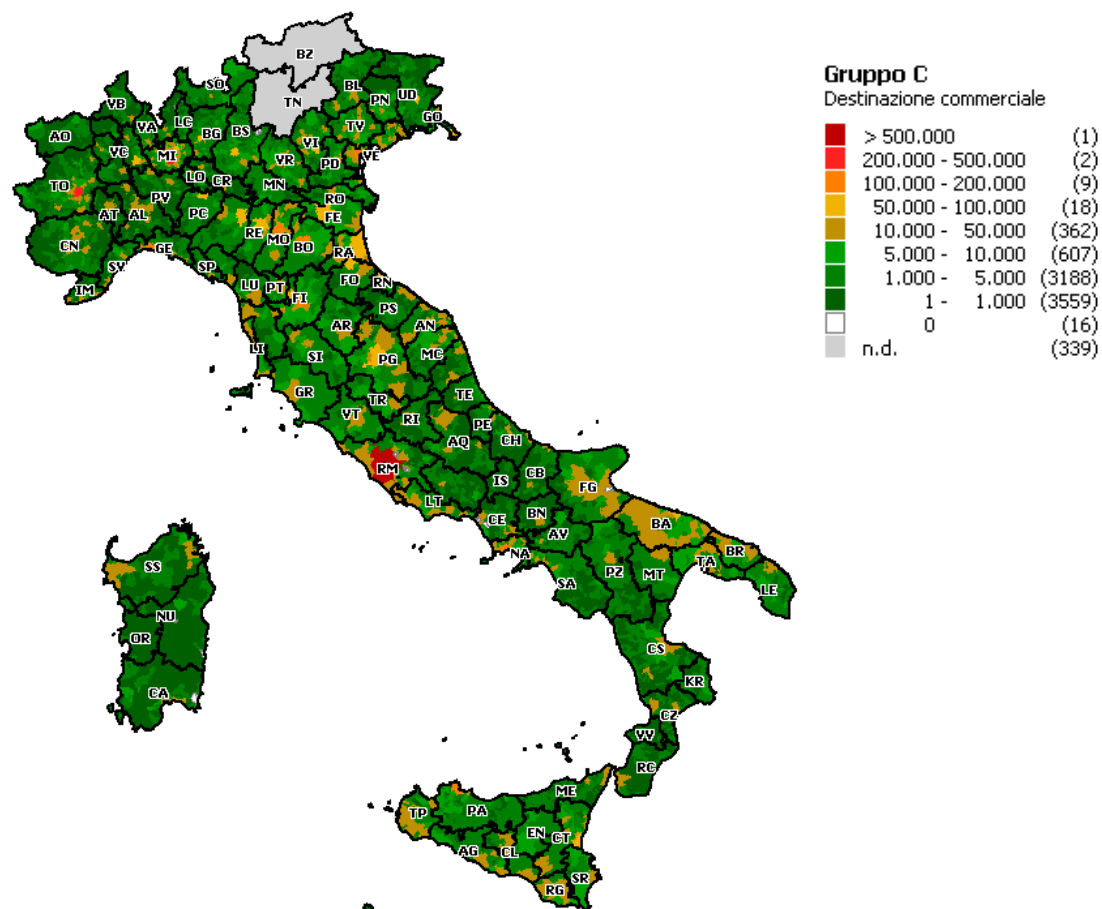 BZ
SO
TN
BL
PN
UD
VB
LC
VA
BG
BS
TV
GO
AO
VC
MI
VI
VR
PD
VE
TO
LO
CR
MN
PV
RO
AT
AL
PC
FE
RE
MO
BO
CN
GE
RA
SV
SP
FO
IM
LU
PT
FI
RN
PS
AR
AN
LI
SI
PG
MC
GR
TR
TE
VT
RI
PE
AQ
CH
RM
IS
CB
FG
LT
CE
BN
BA
AV
NA
BR
TA
PZ
MT
SA
LE
SS
NU
OR
CS
CA
KR
CZ
VV
RC
ME
TP
PA
EN
CT
AG
CL
SR
RG
Gruppo C
Destinazione commerciale
> 500.000 (1)
200.000 - 500.000 (2)
100.000 - 200.000 (9)
50.000 - 100.000 (18)
10.000 - 50.000 (362)
5.000 - 10.000 (607)
1.000 - 5.000 (3188)
1 - 1.000 (3559)
0 (16)
n.d. (339)